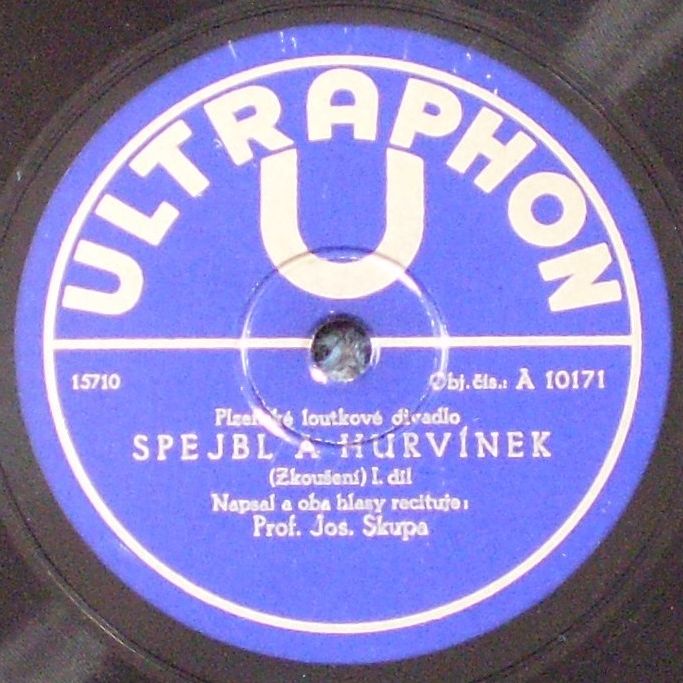 ULTRAPHON
U
15710 Obj. čís.: A 10171
Plzeňské loutkové divadlo
SPEJBL A HURVÍNEK
(Zkoušení) I. díl
Napsal a oba hlasy recituje:
Prof. Jos. Skupa